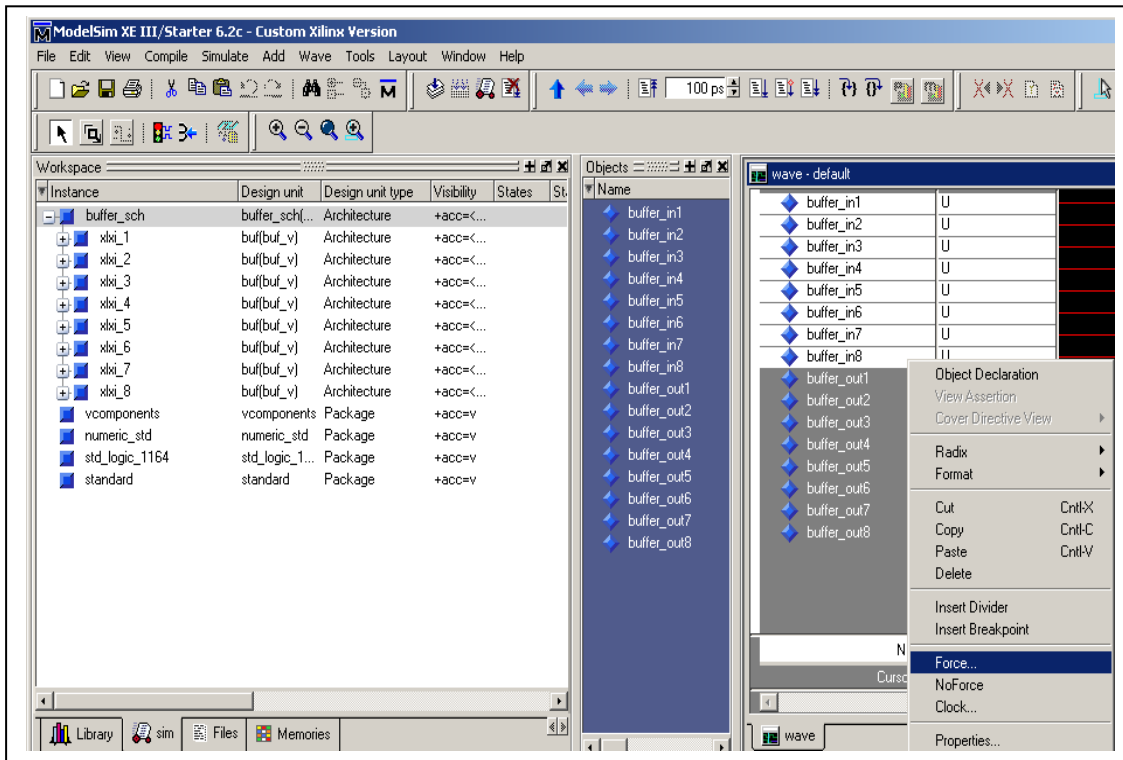 ModelSim XE III/Starter 6.2c - Custom Xilinx Version
File Edit View Compile Simulate Add Wave Tools Layout Window Help
100 ps
Workspace
Instance Design unit Design unit type Visibility States St
buffer_sch buffer_sch(... Architecture +acc=<...
xlxi_1 buf(buf_v) Architecture +acc=<...
xlxi_2 buf(buf_v) Architecture +acc=<...
xlxi_3 buf(buf_v) Architecture +acc=<...
xlxi_4 buf(buf_v) Architecture +acc=<...
xlxi_5 buf(buf_v) Architecture +acc=<...
xlxi_6 buf(buf_v) Architecture +acc=<...
xlxi_7 buf(buf_v) Architecture +acc=<...
xlxi_8 buf(buf_v) Architecture +acc=<...
vcomponents vcomponents Package +acc=v
numeric_std numeric_std Package +acc=v
std_logic_1164 std_logic_1... Package +acc=v
standard standard Package +acc=v
Library sim Files Memories
Objects
Name
buffer_in1
buffer_in2
buffer_in3
buffer_in4
buffer_in5
buffer_in6
buffer_in7
buffer_in8
buffer_out1
buffer_out2
buffer_out3
buffer_out4
buffer_out5
buffer_out6
buffer_out7
buffer_out8
wave - default
buffer_in1 U
buffer_in2 U
buffer_in3 U
buffer_in4 U
buffer_in5 U
buffer_in6 U
buffer_in7 U
buffer_in8 U
buffer_out1
buffer_out2
buffer_out3
buffer_out4
buffer_out5
buffer_out6
buffer_out7
buffer_out8
N
Curso
wave
Object Declaration
View Assertion
Cover Directive View
Radix
Format
Cut Cntl-X
Copy Cntl-C
Paste Cntl-V
Delete
Insert Divider
Insert Breakpoint
Force...
NoForce
Clock...
Properties...